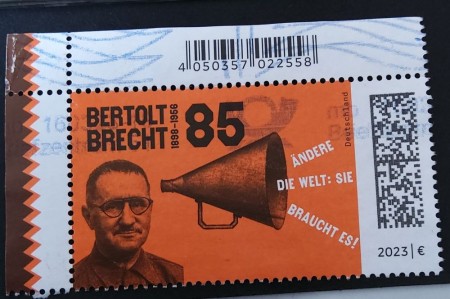 4 050357 022558
BERTOLT
BRECHT
1898-1956
85
Deutschland
ÄNDERE
DIE WELT: SIE
BRAUCHT ES!
2023 | €